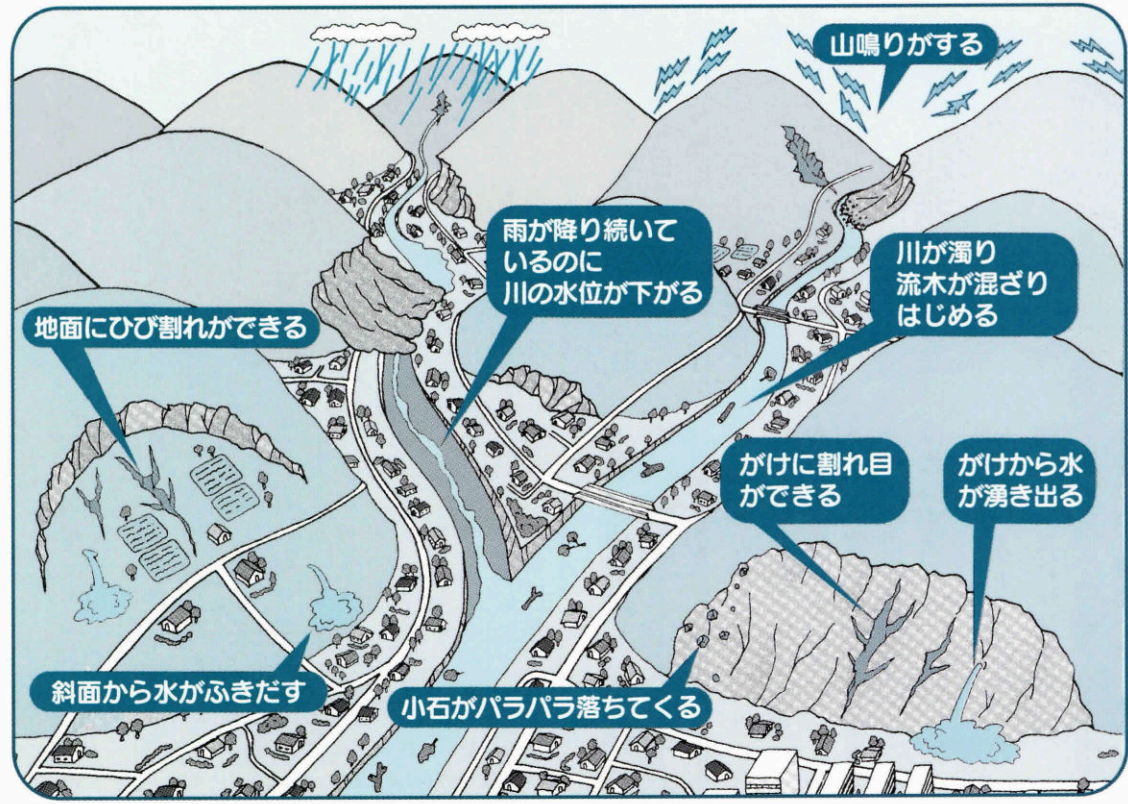 山鳴りがする
雨が降り続いて
いるのに
川の水位が下がる
川が濁り
流木が混ざり
はじめる
地面にひび割れができる
がけに割れ目
ができる
がけから水
が湧き出る
斜面から水がふきだす
小石がパラパラ落ちてくる